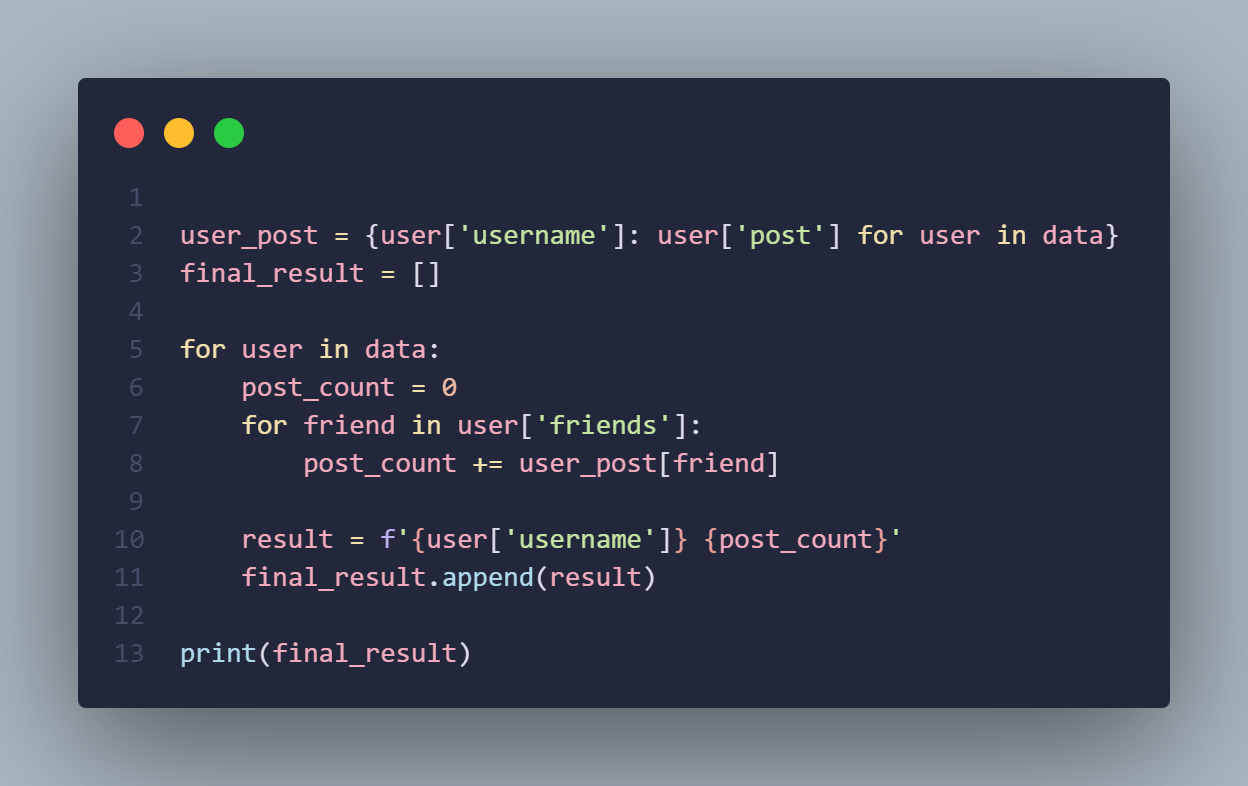 1
2 user_post = {user['username']: user['post'] for user in data}
3 final_result = []
4
5 for user in data:
6     post_count = 0
7     for friend in user['friends']:
8         post_count += user_post[friend]
9
10     result = f'{user['username']} {post_count}'
11     final_result.append(result)
12
13 print(final_result)